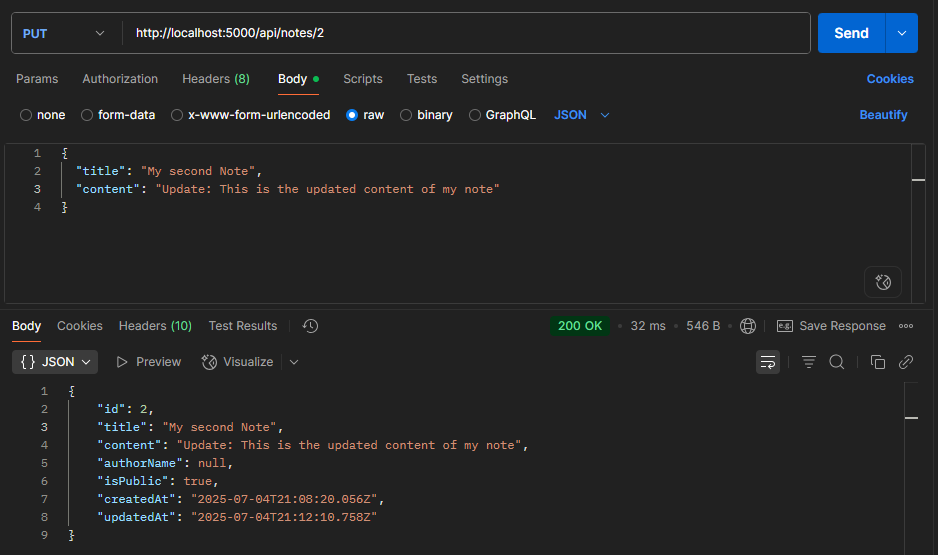 PUT http://localhost:5000/api/notes/2 Send
Params Authorization Headers (8) Body Scripts Tests Settings Cookies
none form-data x-www-form-urlencoded raw binary GraphQL JSON Beautify
1 {
2 "title": "My second Note",
3 "content": "Update: This is the updated content of my note"
4 }
Body Cookies Headers (10) Test Results 200 OK 32 ms 546 B e.g. Save Response
{} JSON Preview Visualize
1 {
2 "id": 2,
3 "title": "My second Note",
4 "content": "Update: This is the updated content of my note",
5 "authorName": null,
6 "isPublic": true,
7 "createdAt": "2025-07-04T21:08:20.056Z",
8 "updatedAt": "2025-07-04T21:12:10.758Z"
9 }